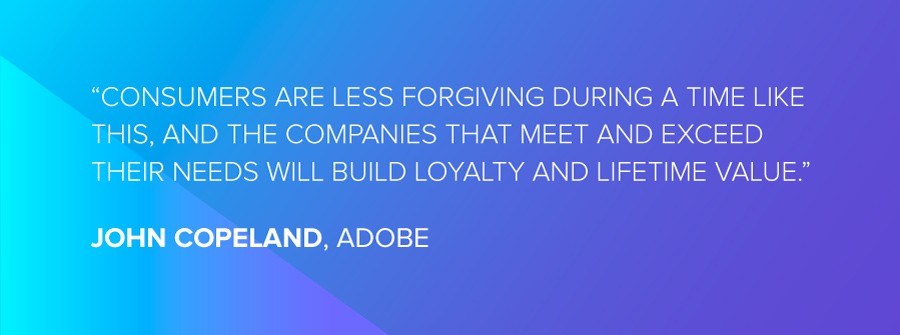 “CONSUMERS ARE LESS FORGIVING DURING A TIME LIKE
THIS, AND THE COMPANIES THAT MEET AND EXCEED
THEIR NEEDS WILL BUILD LOYALTY AND LIFETIME VALUE.”
JOHN COPELAND, ADOBE